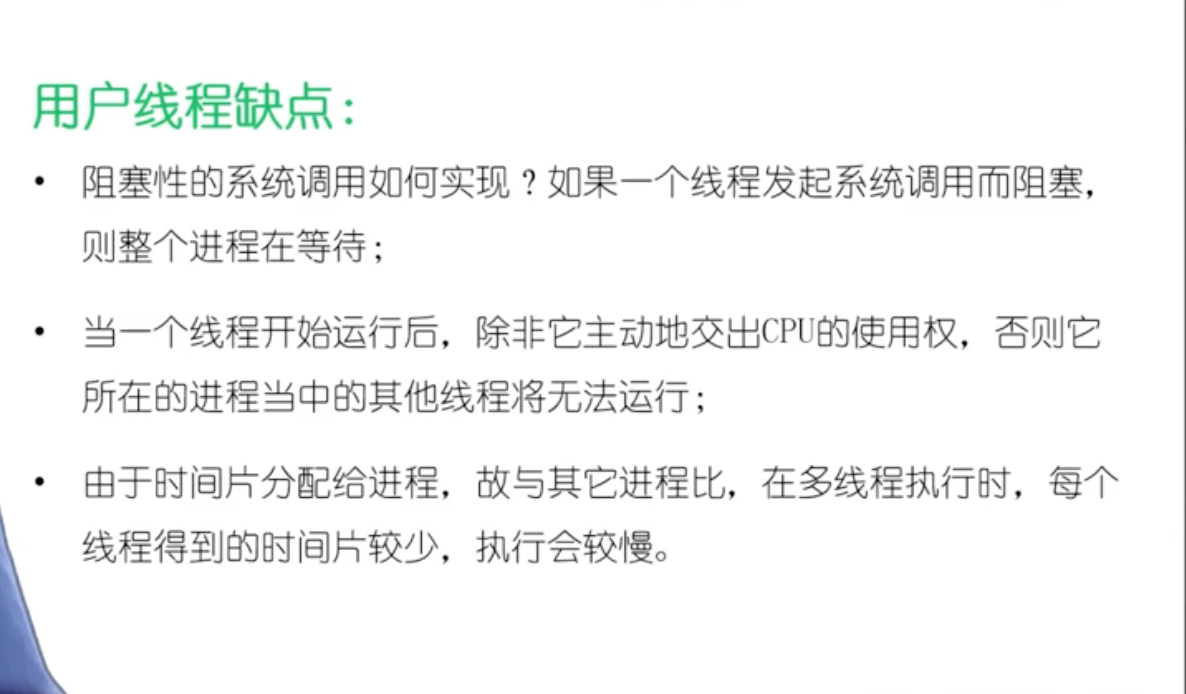 用户线程缺点:
• 阻塞性的系统调用如何实现?如果一个线程发起系统调用而阻塞,
则整个进程在等待;
• 当一个线程开始运行后,除非它主动地交出CPU的使用权,否则它
所在的进程当中的其他线程将无法运行;
• 由于时间片分配给进程,故与其它进程比,在多线程执行时,每个
线程得到的时间片较少,执行会较慢。